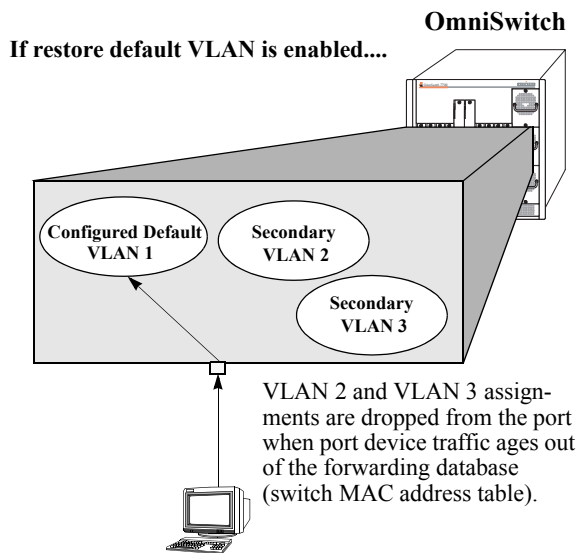 OmniSwitch
If restore default VLAN is enabled....
Configured Default
VLAN 1
Secondary
VLAN 2
Secondary
VLAN 3
VLAN 2 and VLAN 3 assign-
ments are dropped from the port
when port device traffic ages out
of the forwarding database
(switch MAC address table).